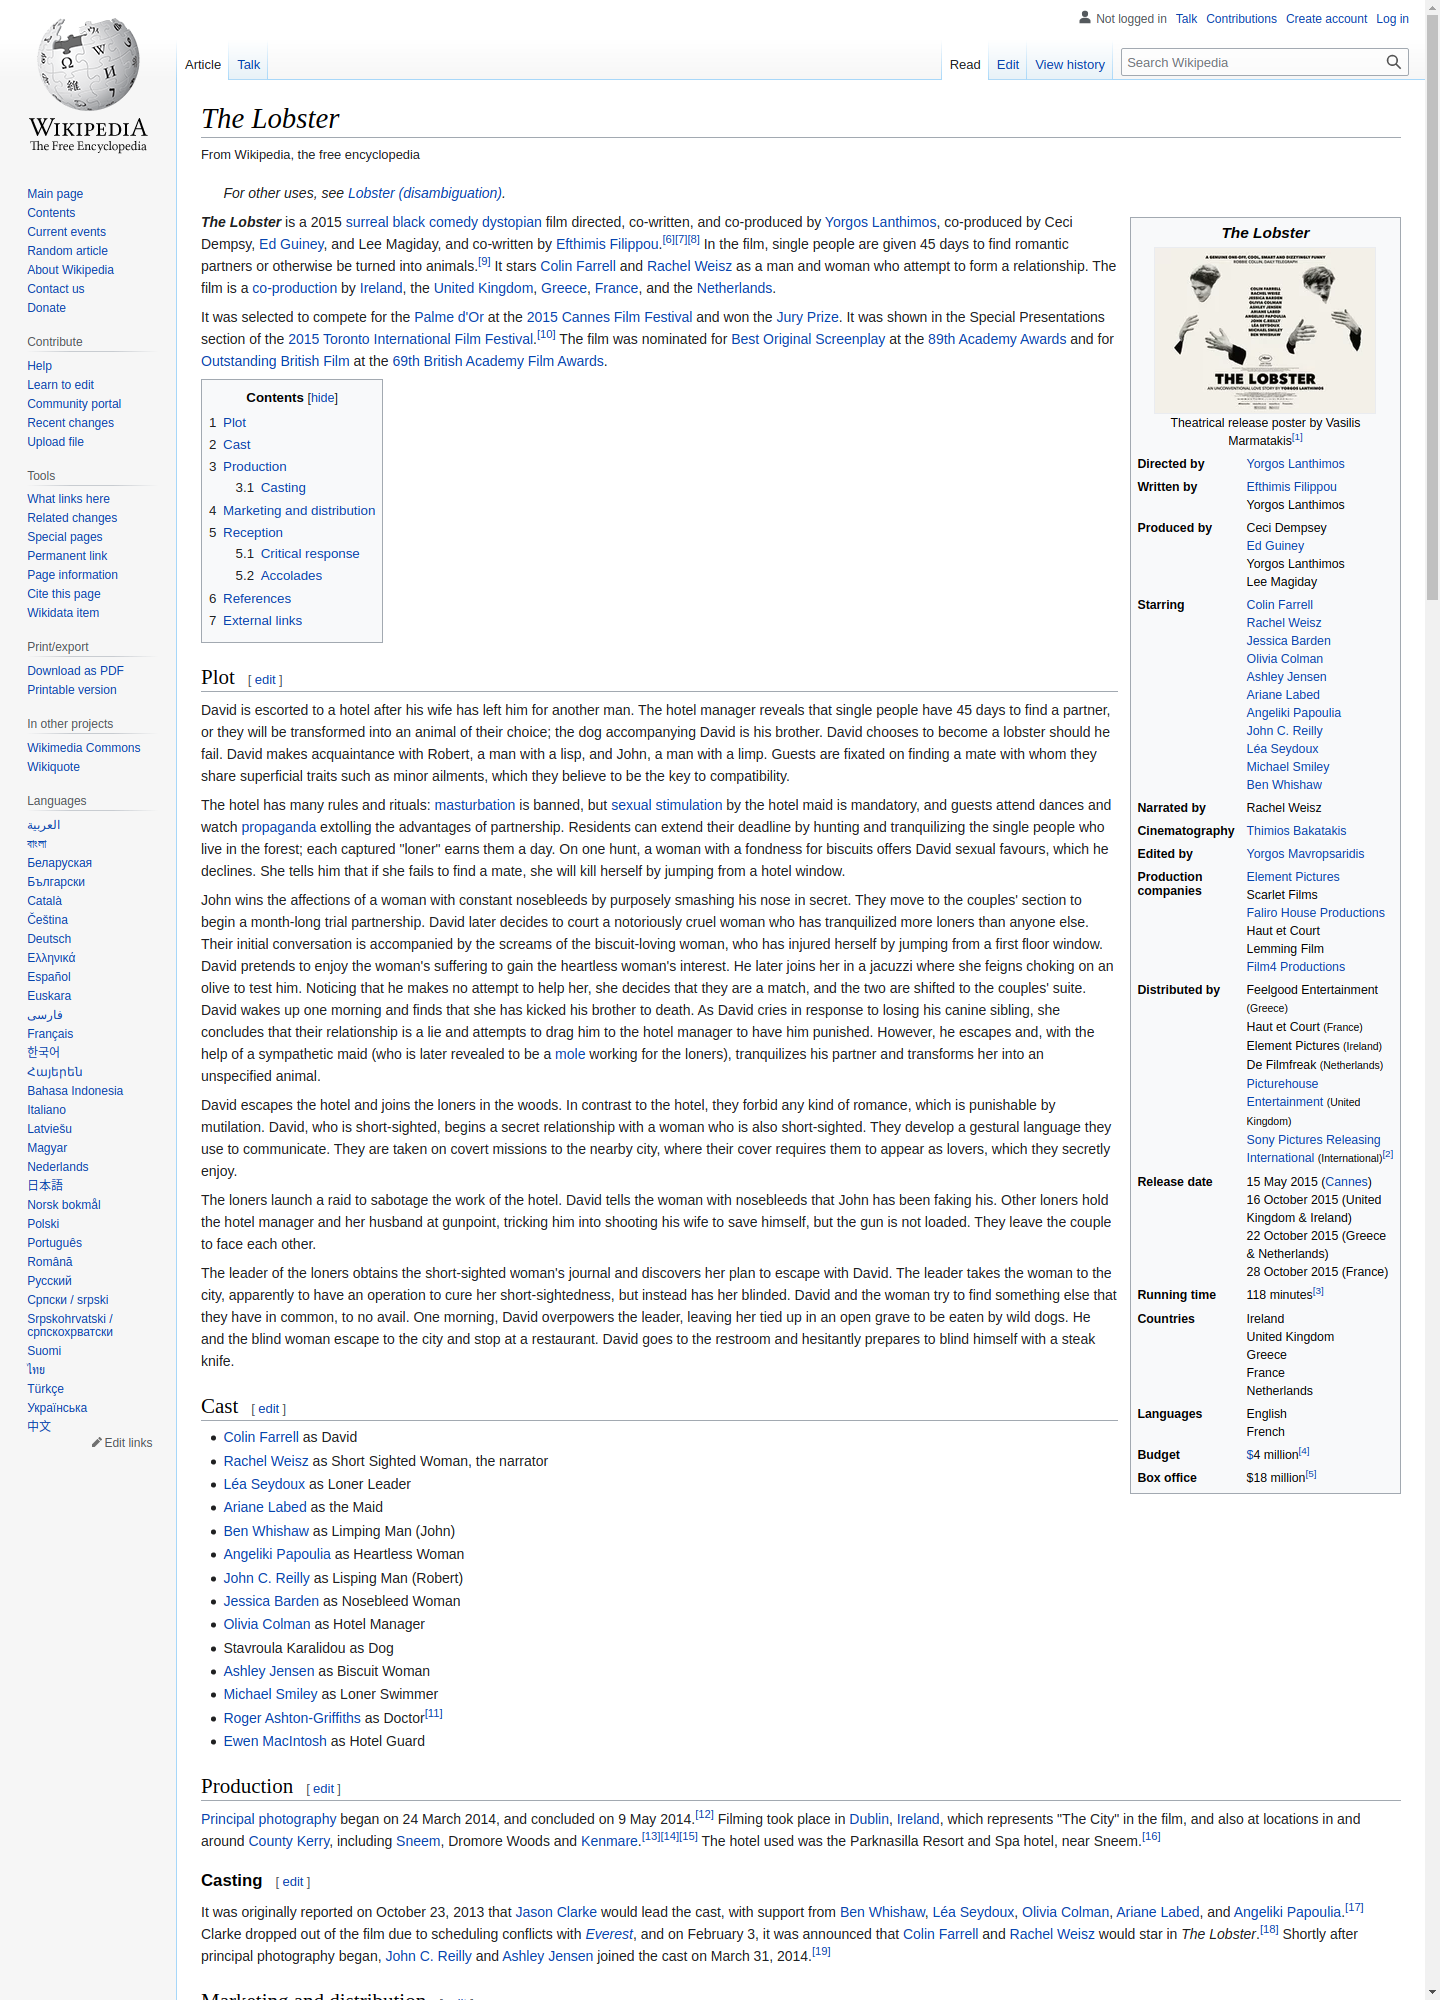 Not logged in Talk Contributions Create account Log in
Article Talk Read Edit View history Search Wikipedia
WIKIPEDIA
The Free Encyclopedia
Main page
Contents
Current events
Random article
About Wikipedia
Contact us
Donate
Contribute
Help
Learn to edit
Community portal
Recent changes
Upload file
Tools
What links here
Related changes
Special pages
Permanent link
Page information
Cite this page
Wikidata item
Print/export
Download as PDF
Printable version
In other projects
Wikimedia Commons
Wikiquote
Languages
العربية
বাংলা
Беларуская
Български
Català
Čeština
Deutsch
Ελληνικά
Español
Euskara
فارسی
Français
한국어
Հայերեն
Bahasa Indonesia
Italiano
Latviešu
Magyar
Nederlands
日本語
Norsk bokmål
Polski
Português
Română
Русский
Српски / srpski
Srpskohrvatski /
српскохрватски
Suomi
ไทย
Türkçe
Українська
中文
Edit links
The Lobster
From Wikipedia, the free encyclopedia
For other uses, see Lobster (disambiguation).
The Lobster is a 2015 surreal black comedy dystopian film directed, co-written, and co-produced by Yorgos Lanthimos, co-produced by Ceci
Dempsy, Ed Guiney, and Lee Magiday, and co-written by Efthimis Filippou.[6][7][8] In the film, single people are given 45 days to find romantic
partners or otherwise be turned into animals.[9] It stars Colin Farrell and Rachel Weisz as a man and woman who attempt to form a relationship. The
film is a co-production by Ireland, the United Kingdom, Greece, France, and the Netherlands.
It was selected to compete for the Palme d'Or at the 2015 Cannes Film Festival and won the Jury Prize. It was shown in the Special Presentations
section of the 2015 Toronto International Film Festival.[10] The film was nominated for Best Original Screenplay at the 89th Academy Awards and for
Outstanding British Film at the 69th British Academy Film Awards.
Contents [hide]
1 Plot
2 Cast
3 Production
3.1 Casting
4 Marketing and distribution
5 Reception
5.1 Critical response
5.2 Accolades
6 References
7 External links
Plot [ edit ]
David is escorted to a hotel after his wife has left him for another man. The hotel manager reveals that single people have 45 days to find a partner,
or they will be transformed into an animal of their choice; the dog accompanying David is his brother. David chooses to become a lobster should he
fail. David makes acquaintance with Robert, a man with a lisp, and John, a man with a limp. Guests are fixated on finding a mate with whom they
share superficial traits such as minor ailments, which they believe to be the key to compatibility.
The hotel has many rules and rituals: masturbation is banned, but sexual stimulation by the hotel maid is mandatory, and guests attend dances and
watch propaganda extolling the advantages of partnership. Residents can extend their deadline by hunting and tranquilizing the single people who
live in the forest; each captured "loner" earns them a day. On one hunt, a woman with a fondness for biscuits offers David sexual favours, which he
declines. She tells him that if she fails to find a mate, she will kill herself by jumping from a hotel window.
John wins the affections of a woman with constant nosebleeds by purposely smashing his nose in secret. They move to the couples' section to
begin a month-long trial partnership. David later decides to court a notoriously cruel woman who has tranquilized more loners than anyone else.
Their initial conversation is accompanied by the screams of the biscuit-loving woman, who has injured herself by jumping from a first floor window.
David pretends to enjoy the woman's suffering to gain the heartless woman's interest. He later joins her in a jacuzzi where she feigns choking on an
olive to test him. Noticing that he makes no attempt to help her, she decides that they are a match, and the two are shifted to the couples' suite.
David wakes up one morning and finds that she has kicked his brother to death. As David cries in response to losing his canine sibling, she
concludes that their relationship is a lie and attempts to drag him to the hotel manager to have him punished. However, he escapes and, with the
help of a sympathetic maid (who is later revealed to be a mole working for the loners), tranquilizes his partner and transforms her into an
unspecified animal.
David escapes the hotel and joins the loners in the woods. In contrast to the hotel, they forbid any kind of romance, which is punishable by
mutilation. David, who is short-sighted, begins a secret relationship with a woman who is also short-sighted. They develop a gestural language they
use to communicate. They are taken on covert missions to the nearby city, where their cover requires them to appear as lovers, which they secretly
enjoy.
The loners launch a raid to sabotage the work of the hotel. David tells the woman with nosebleeds that John has been faking his. Other loners hold
the hotel manager and her husband at gunpoint, tricking him into shooting his wife to save himself, but the gun is not loaded. They leave the couple
to face each other.
The leader of the loners obtains the short-sighted woman's journal and discovers her plan to escape with David. The leader takes the woman to the
city, apparently to have an operation to cure her short-sightedness, but instead has her blinded. David and the woman try to find something else that
they have in common, to no avail. One morning, David overpowers the leader, leaving her tied up in an open grave to be eaten by wild dogs. He
and the blind woman escape to the city and stop at a restaurant. David goes to the restroom and hesitantly prepares to blind himself with a steak
knife.
The Lobster
A GENUINE ONE-OFF, COOL, SMART AND DIZZYINGLY FUNNY
ROBBIE COLLIN, DAILY TELEGRAPH
COLIN FARRELL
RACHEL WEISZ
JESSICA BARDEN
OLIVIA COLMAN
ASHLEY JENSEN
ARIANE LABED
ANGELIKI PAPOULIA
JOHN C. REILLY
LÉA SEYDOUX
MICHAEL SMILEY
BEN WHISHAW
THE LOBSTER
AN UNCONVENTIONAL LOVE STORY BY YORGOS LANTHIMOS
Theatrical release poster by Vasilis
Marmatakis[1]
Directed by Yorgos Lanthimos
Written by Efthimis Filippou
Yorgos Lanthimos
Produced by Ceci Dempsey
Ed Guiney
Yorgos Lanthimos
Lee Magiday
Starring Colin Farrell
Rachel Weisz
Jessica Barden
Olivia Colman
Ashley Jensen
Ariane Labed
Angeliki Papoulia
John C. Reilly
Léa Seydoux
Michael Smiley
Ben Whishaw
Narrated by Rachel Weisz
Cinematography Thimios Bakatakis
Edited by Yorgos Mavropsaridis
Production Element Pictures
companies Scarlet Films
Faliro House Productions
Haut et Court
Lemming Film
Film4 Productions
Distributed by Feelgood Entertainment
(Greece)
Haut et Court (France)
Element Pictures (Ireland)
De Filmfreak (Netherlands)
Picturehouse
Entertainment (United
Kingdom)
Sony Pictures Releasing
International (International)[2]
Release date 15 May 2015 (Cannes)
16 October 2015 (United
Kingdom & Ireland)
22 October 2015 (Greece
& Netherlands)
28 October 2015 (France)
Running time 118 minutes[3]
Countries Ireland
United Kingdom
Greece
France
Netherlands
Languages English
French
Budget $4 million[4]
Box office $18 million[5]
Cast [ edit ]
Colin Farrell as David
Rachel Weisz as Short Sighted Woman, the narrator
Léa Seydoux as Loner Leader
Ariane Labed as the Maid
Ben Whishaw as Limping Man (John)
Angeliki Papoulia as Heartless Woman
John C. Reilly as Lisping Man (Robert)
Jessica Barden as Nosebleed Woman
Olivia Colman as Hotel Manager
Stavroula Karalidou as Dog
Ashley Jensen as Biscuit Woman
Michael Smiley as Loner Swimmer
Roger Ashton-Griffiths as Doctor[11]
Ewen MacIntosh as Hotel Guard
Production [ edit ]
Principal photography began on 24 March 2014, and concluded on 9 May 2014.[12] Filming took place in Dublin, Ireland, which represents "The City" in the film, and also at locations in and
around County Kerry, including Sneem, Dromore Woods and Kenmare.[13][14][15] The hotel used was the Parknasilla Resort and Spa hotel, near Sneem.[16]
Casting [ edit ]
It was originally reported on October 23, 2013 that Jason Clarke would lead the cast, with support from Ben Whishaw, Léa Seydoux, Olivia Colman, Ariane Labed, and Angeliki Papoulia.[17]
Clarke dropped out of the film due to scheduling conflicts with Everest, and on February 3, it was announced that Colin Farrell and Rachel Weisz would star in The Lobster.[18] Shortly after
principal photography began, John C. Reilly and Ashley Jensen joined the cast on March 31, 2014.[19]
Marketing and distribution